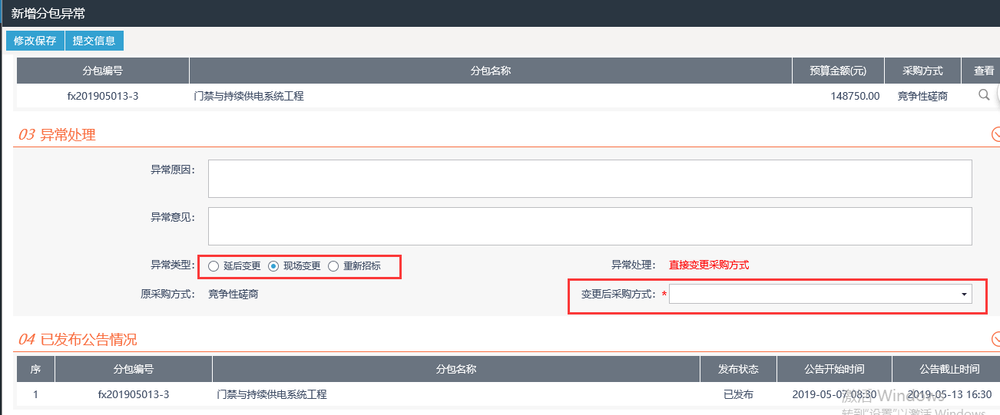 新增分包异常
修改保存 提交信息
分包编号 分包名称 预算金额(元) 采购方式 查看
fx201905013-3 门禁与持续供电系统工程 148750.00 竞争性磋商
03 异常处理
异常原因：
异常意见：
异常类型： 延后变更 现场变更 重新招标 异常处理： 直接变更采购方式
原采购方式： 竞争性磋商 变更后采购方式：*
04 已发布公告情况
序 分包编号 分包名称 发布状态 公告开始时间 公告截止时间
1 fx201905013-3 门禁与持续供电系统工程 已发布 2019-05-07 08:30 2019-05-13 16:30
激活 Windows
转到"设置"以激活 Windows